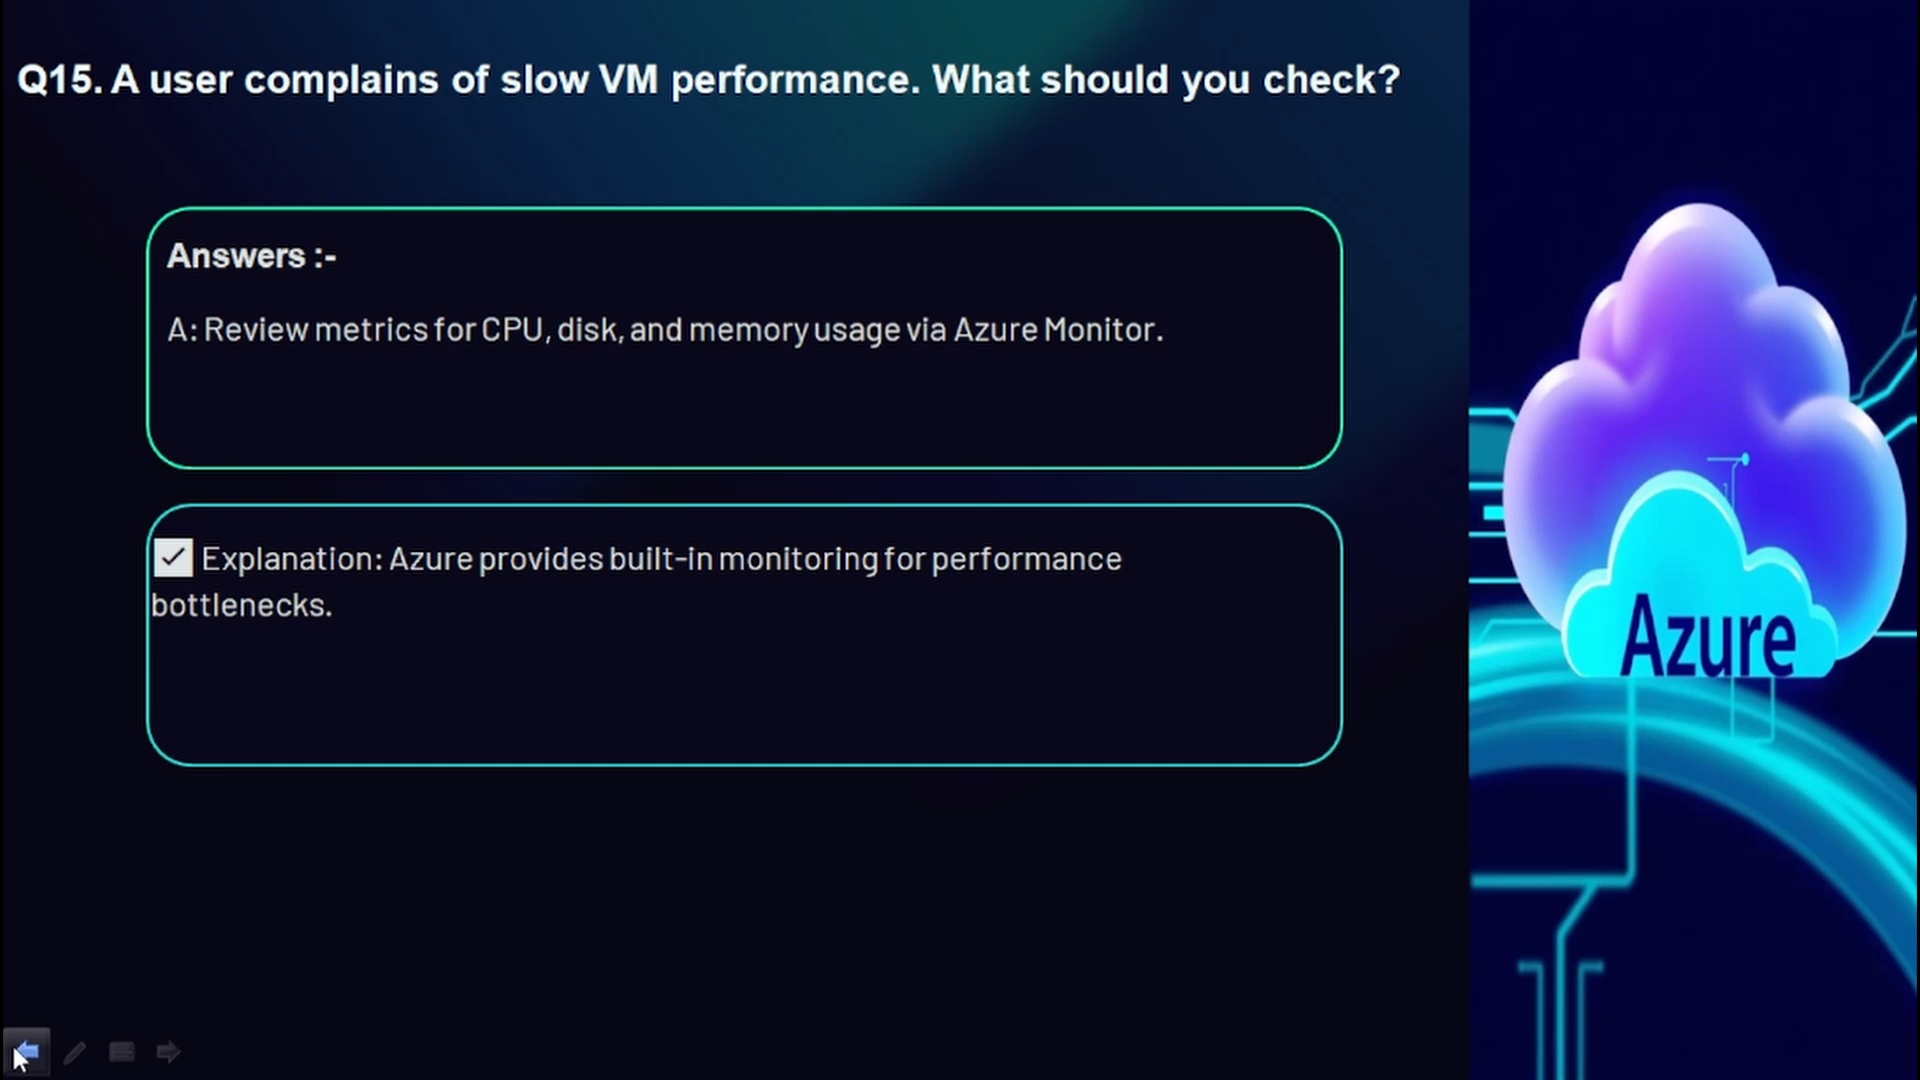 Q15. A user complains of slow VM performance. What should you check?
Answers :-
A: Review metrics for CPU, disk, and memory usage via Azure Monitor.
✓ Explanation: Azure provides built-in monitoring for performance
bottlenecks.
Azure